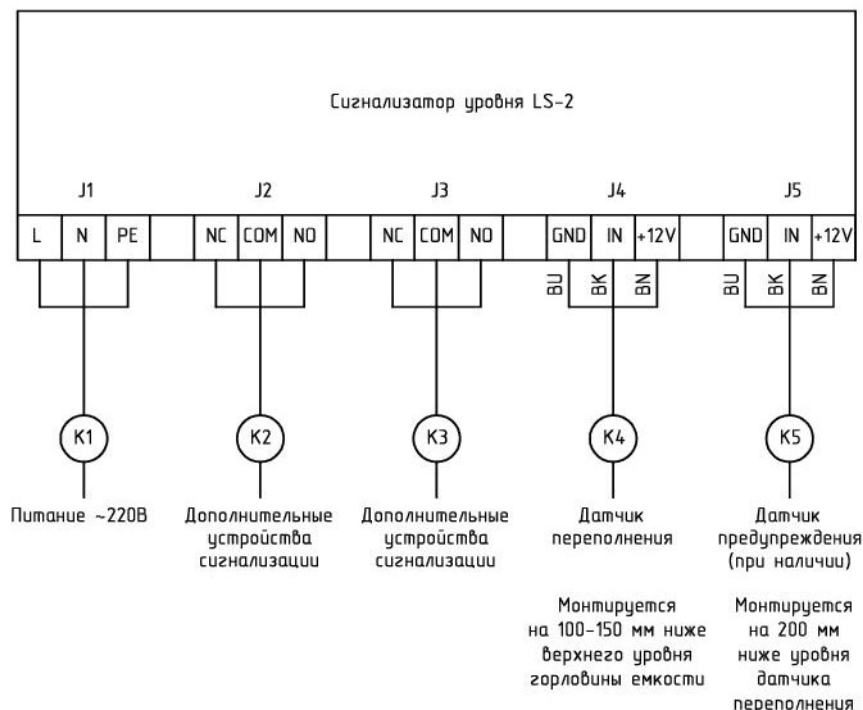 Сигнализатор уровня LS-2
J1 J2 J3 J4 J5
L N PE NC COM NO NC COM NO GND IN +12V GND IN +12V
BU BK BN BU BK BN
K1 K2 K3 K4 K5
Питание ~220В
Дополнительные
устройства
сигнализации
Дополнительные
устройства
сигнализации
Датчик
переполнения
Монтируется
на 100-150 мм ниже
верхнего уровня
горловины емкости
Датчик
предупреждения
(при наличии)
Монтируется
на 200 мм
ниже уровня
датчика
переполнения